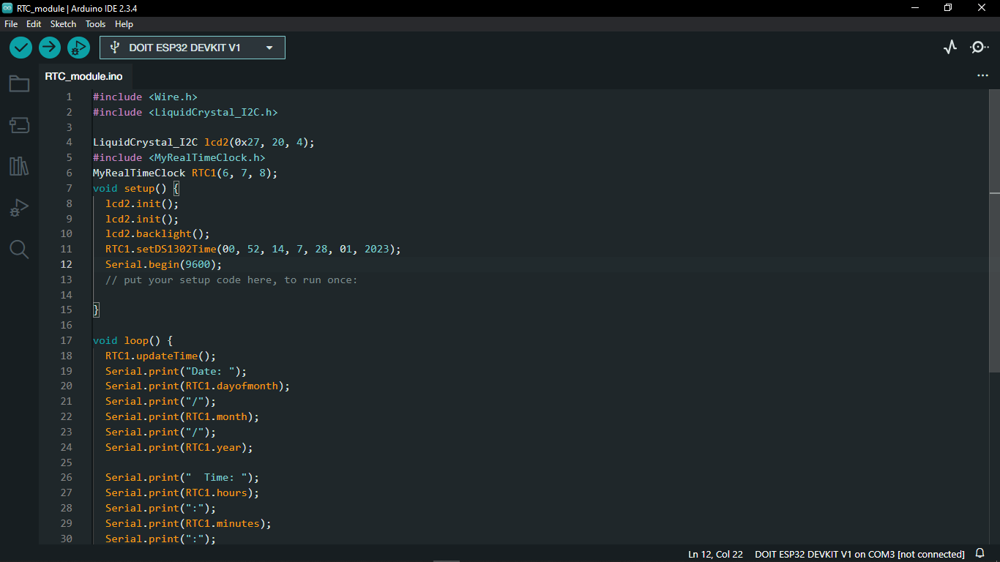 RTC_module | Arduino IDE 2.3.4
File Edit Sketch Tools Help
DOIT ESP32 DEVKIT V1
RTC_module.ino
1 #include <Wire.h>
2 #include <LiquidCrystal_I2C.h>
3
4 LiquidCrystal_I2C lcd2(0x27, 20, 4);
5 #include <MyRealTimeClock.h>
6 MyRealTimeClock RTC1(6, 7, 8);
7 void setup() {
8 lcd2.init();
9 lcd2.init();
10 lcd2.backlight();
11 RTC1.setDS1302Time(00, 52, 14, 7, 28, 01, 2023);
12 Serial.begin(9600);
13 // put your setup code here, to run once:
14
15 }
16
17 void loop() {
18 RTC1.updateTime();
19 Serial.print("Date: ");
20 Serial.print(RTC1.dayofmonth);
21 Serial.print("/");
22 Serial.print(RTC1.month);
23 Serial.print("/");
24 Serial.print(RTC1.year);
25
26 Serial.print("  Time: ");
27 Serial.print(RTC1.hours);
28 Serial.print(":");
29 Serial.print(RTC1.minutes);
30 Serial.print(":");
Ln 12, Col 22 DOIT ESP32 DEVKIT V1 on COM3 [not connected]